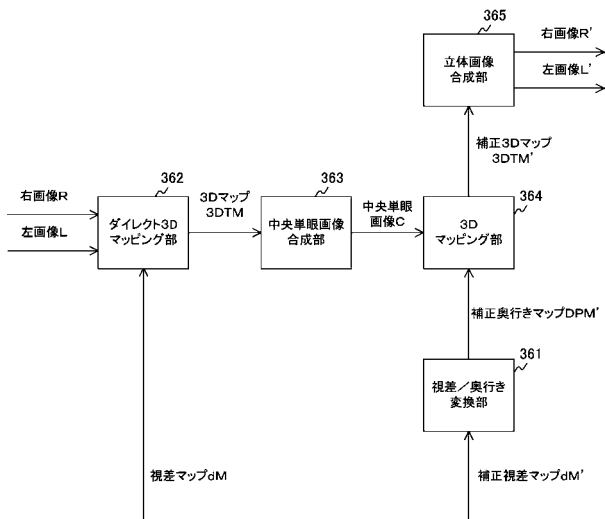 365
右画像R'
立体画像
合成部
左画像L'
補正3Dマップ
3DTM'
362
363
364
右画像R
3Dマップ
3DTM
中央単眼
画像C
ダイレクト3D
マッピング部
中央単眼画像
合成部
3D
マッピング部
左画像L
補正奥行きマップDPM'
361
視差／奥行き
変換部
視差マップdM
補正視差マップdM'